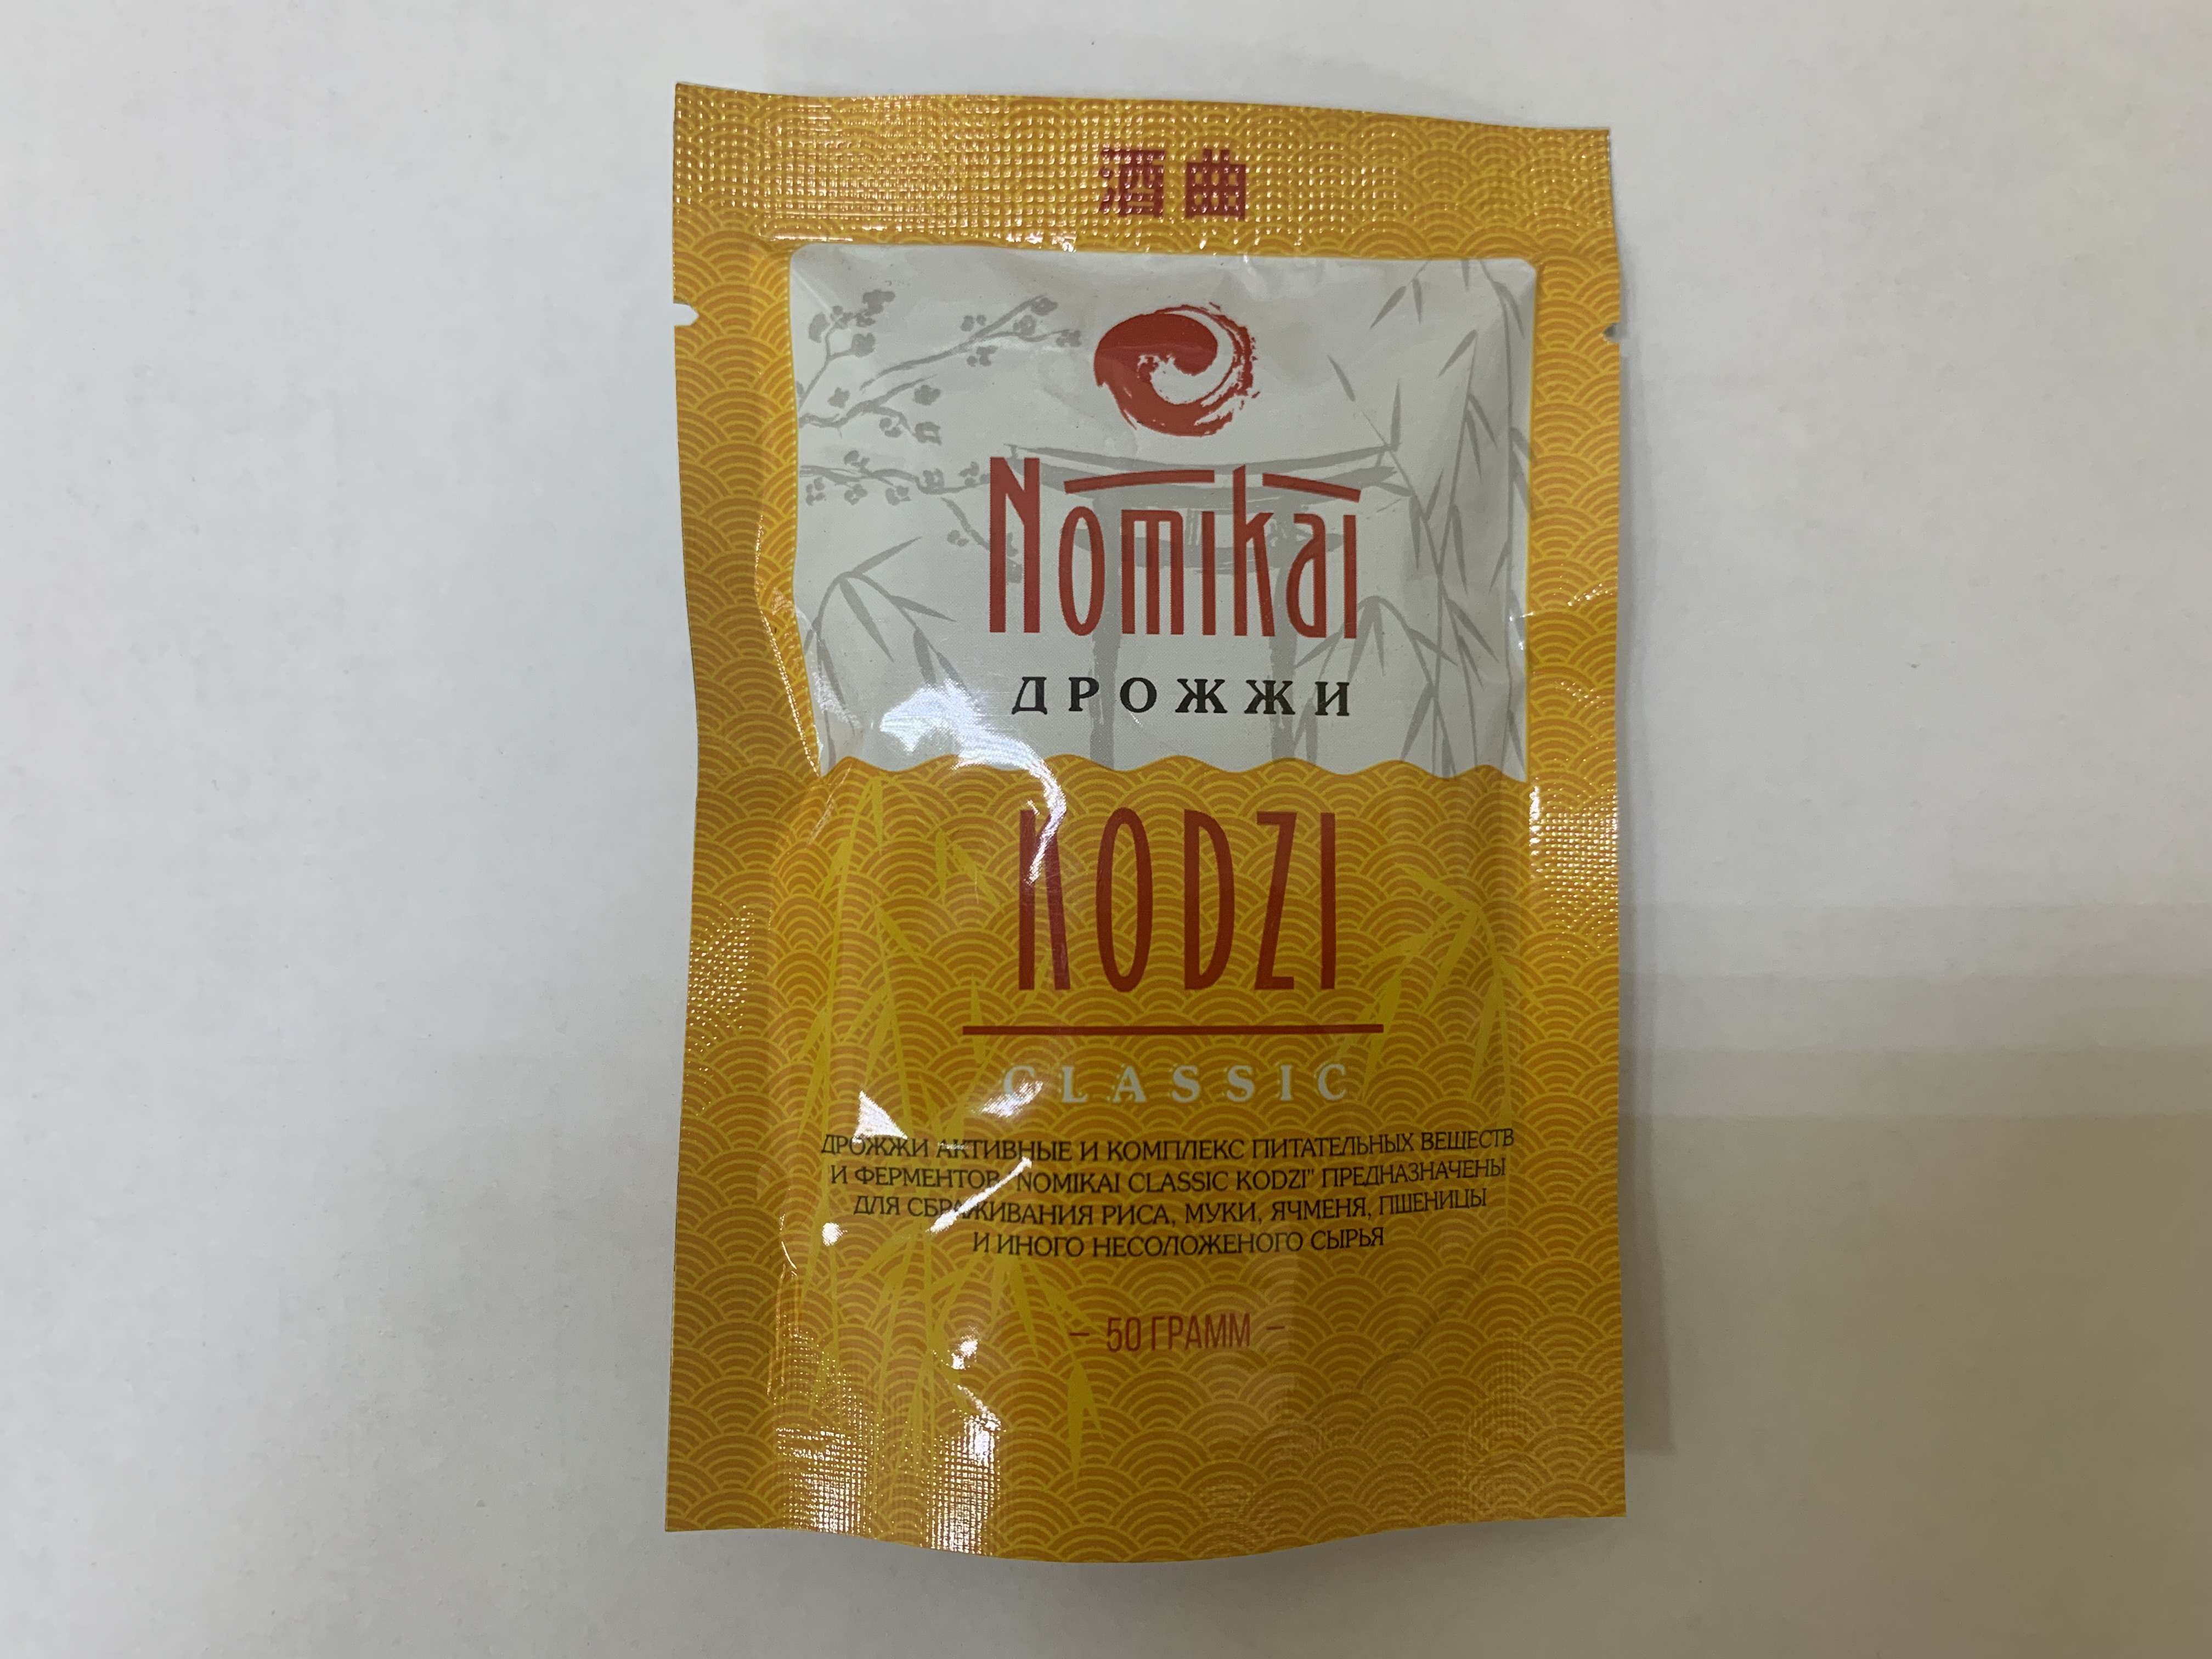 酒曲
Nomikai
ДРОЖЖИ
KODZI
CLASSIC
ДРОЖЖИ АКТИВНЫЕ И КОМПЛЕКС ПИТАТЕЛЬНЫХ ВЕЩЕСТВ
И ФЕРМЕНТОВ "NOMIKAI CLASSIC KODZI" ПРЕДНАЗНАЧЕНЫ
ДЛЯ СБРАЖИВАНИЯ РИСА, МУКИ, ЯЧМЕНЯ, ПШЕНИЦЫ
И ИНОГО НЕСОЛОЖЕНОГО СЫРЬЯ
– 50 ГРАММ –